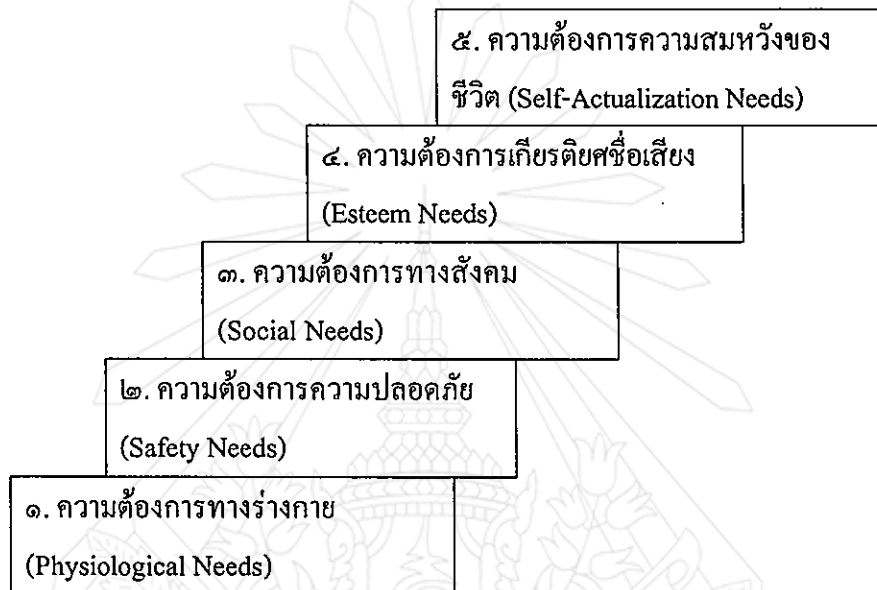 ๕. ความต้องการความสมหวังของ
ชีวิต (Self-Actualization Needs)
๔. ความต้องการเกียรติยศชื่อเสียง
(Esteem Needs)
๓. ความต้องการทางสังคม
(Social Needs)
๒. ความต้องการความปลอดภัย
(Safety Needs)
๑. ความต้องการทางร่างกาย
(Physiological Needs)